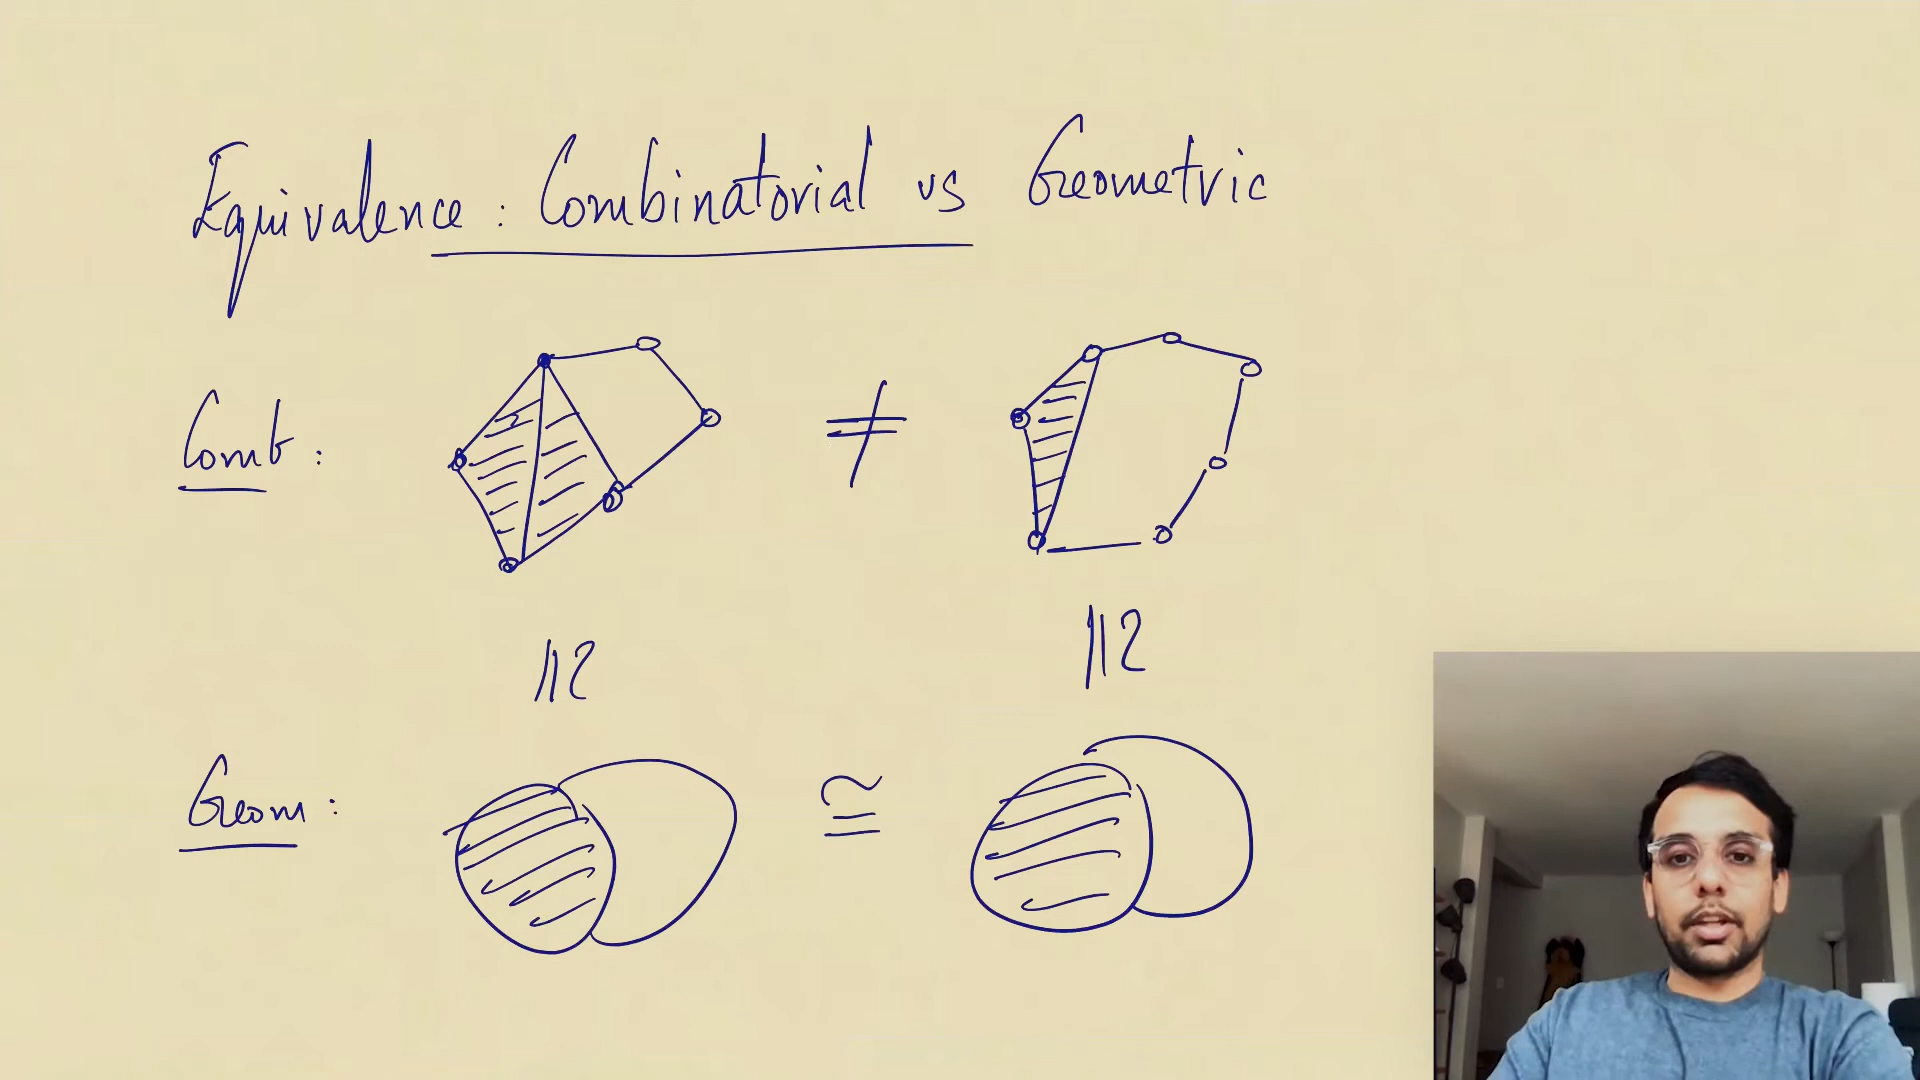 Equivalence : Combinatorial vs Geometric
Comb :
≠
Geom :
≅